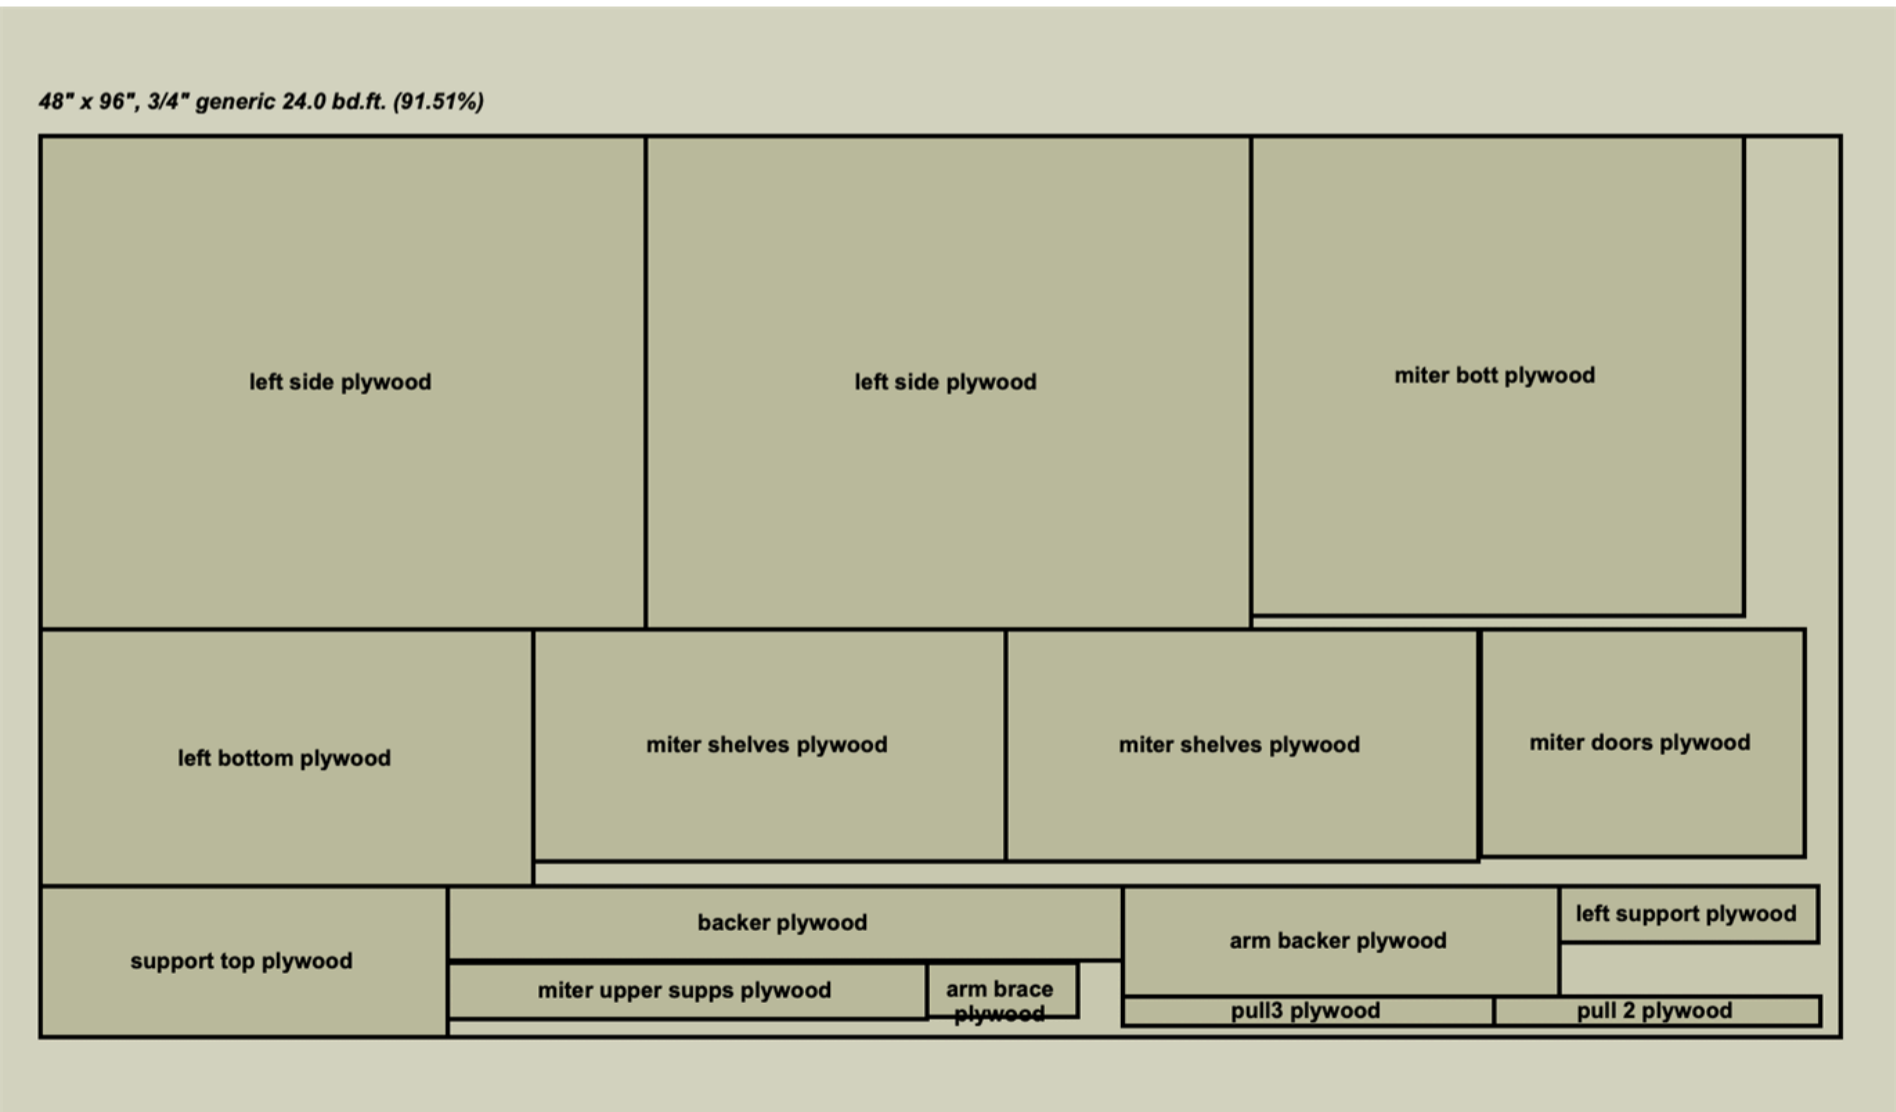 48" x 96", 3/4" generic 24.0 bd.ft. (91.51%)
left side plywood
left side plywood
miter bott plywood
left bottom plywood
miter shelves plywood
miter shelves plywood
miter doors plywood
support top plywood
backer plywood
miter upper supps plywood
arm brace
plywood
arm backer plywood
left support plywood
pull3 plywood
pull 2 plywood